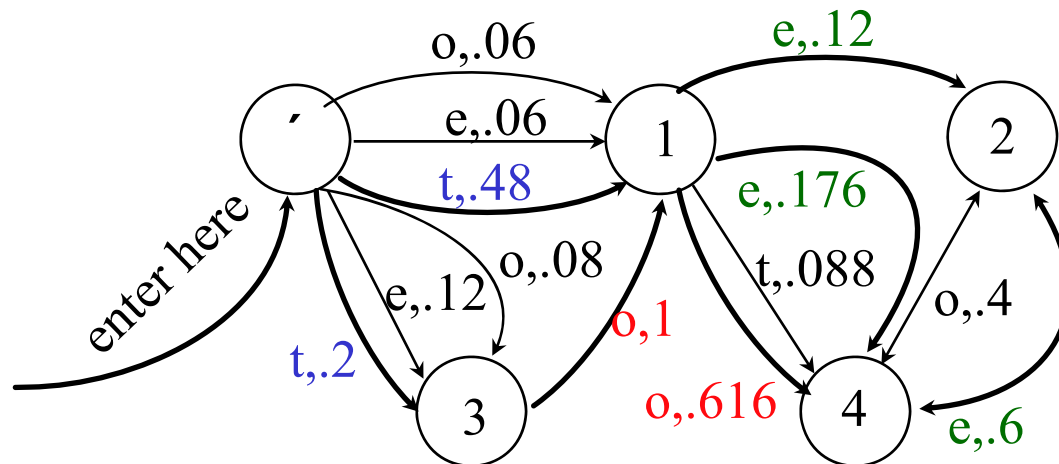 o,.06
e,.12
e,.06
´
1
2
t,.48
e,.176
enter here
o,.08
t,.088
e,.12
o,.4
o,1
t,.2
o,.616
3
4
e,.6